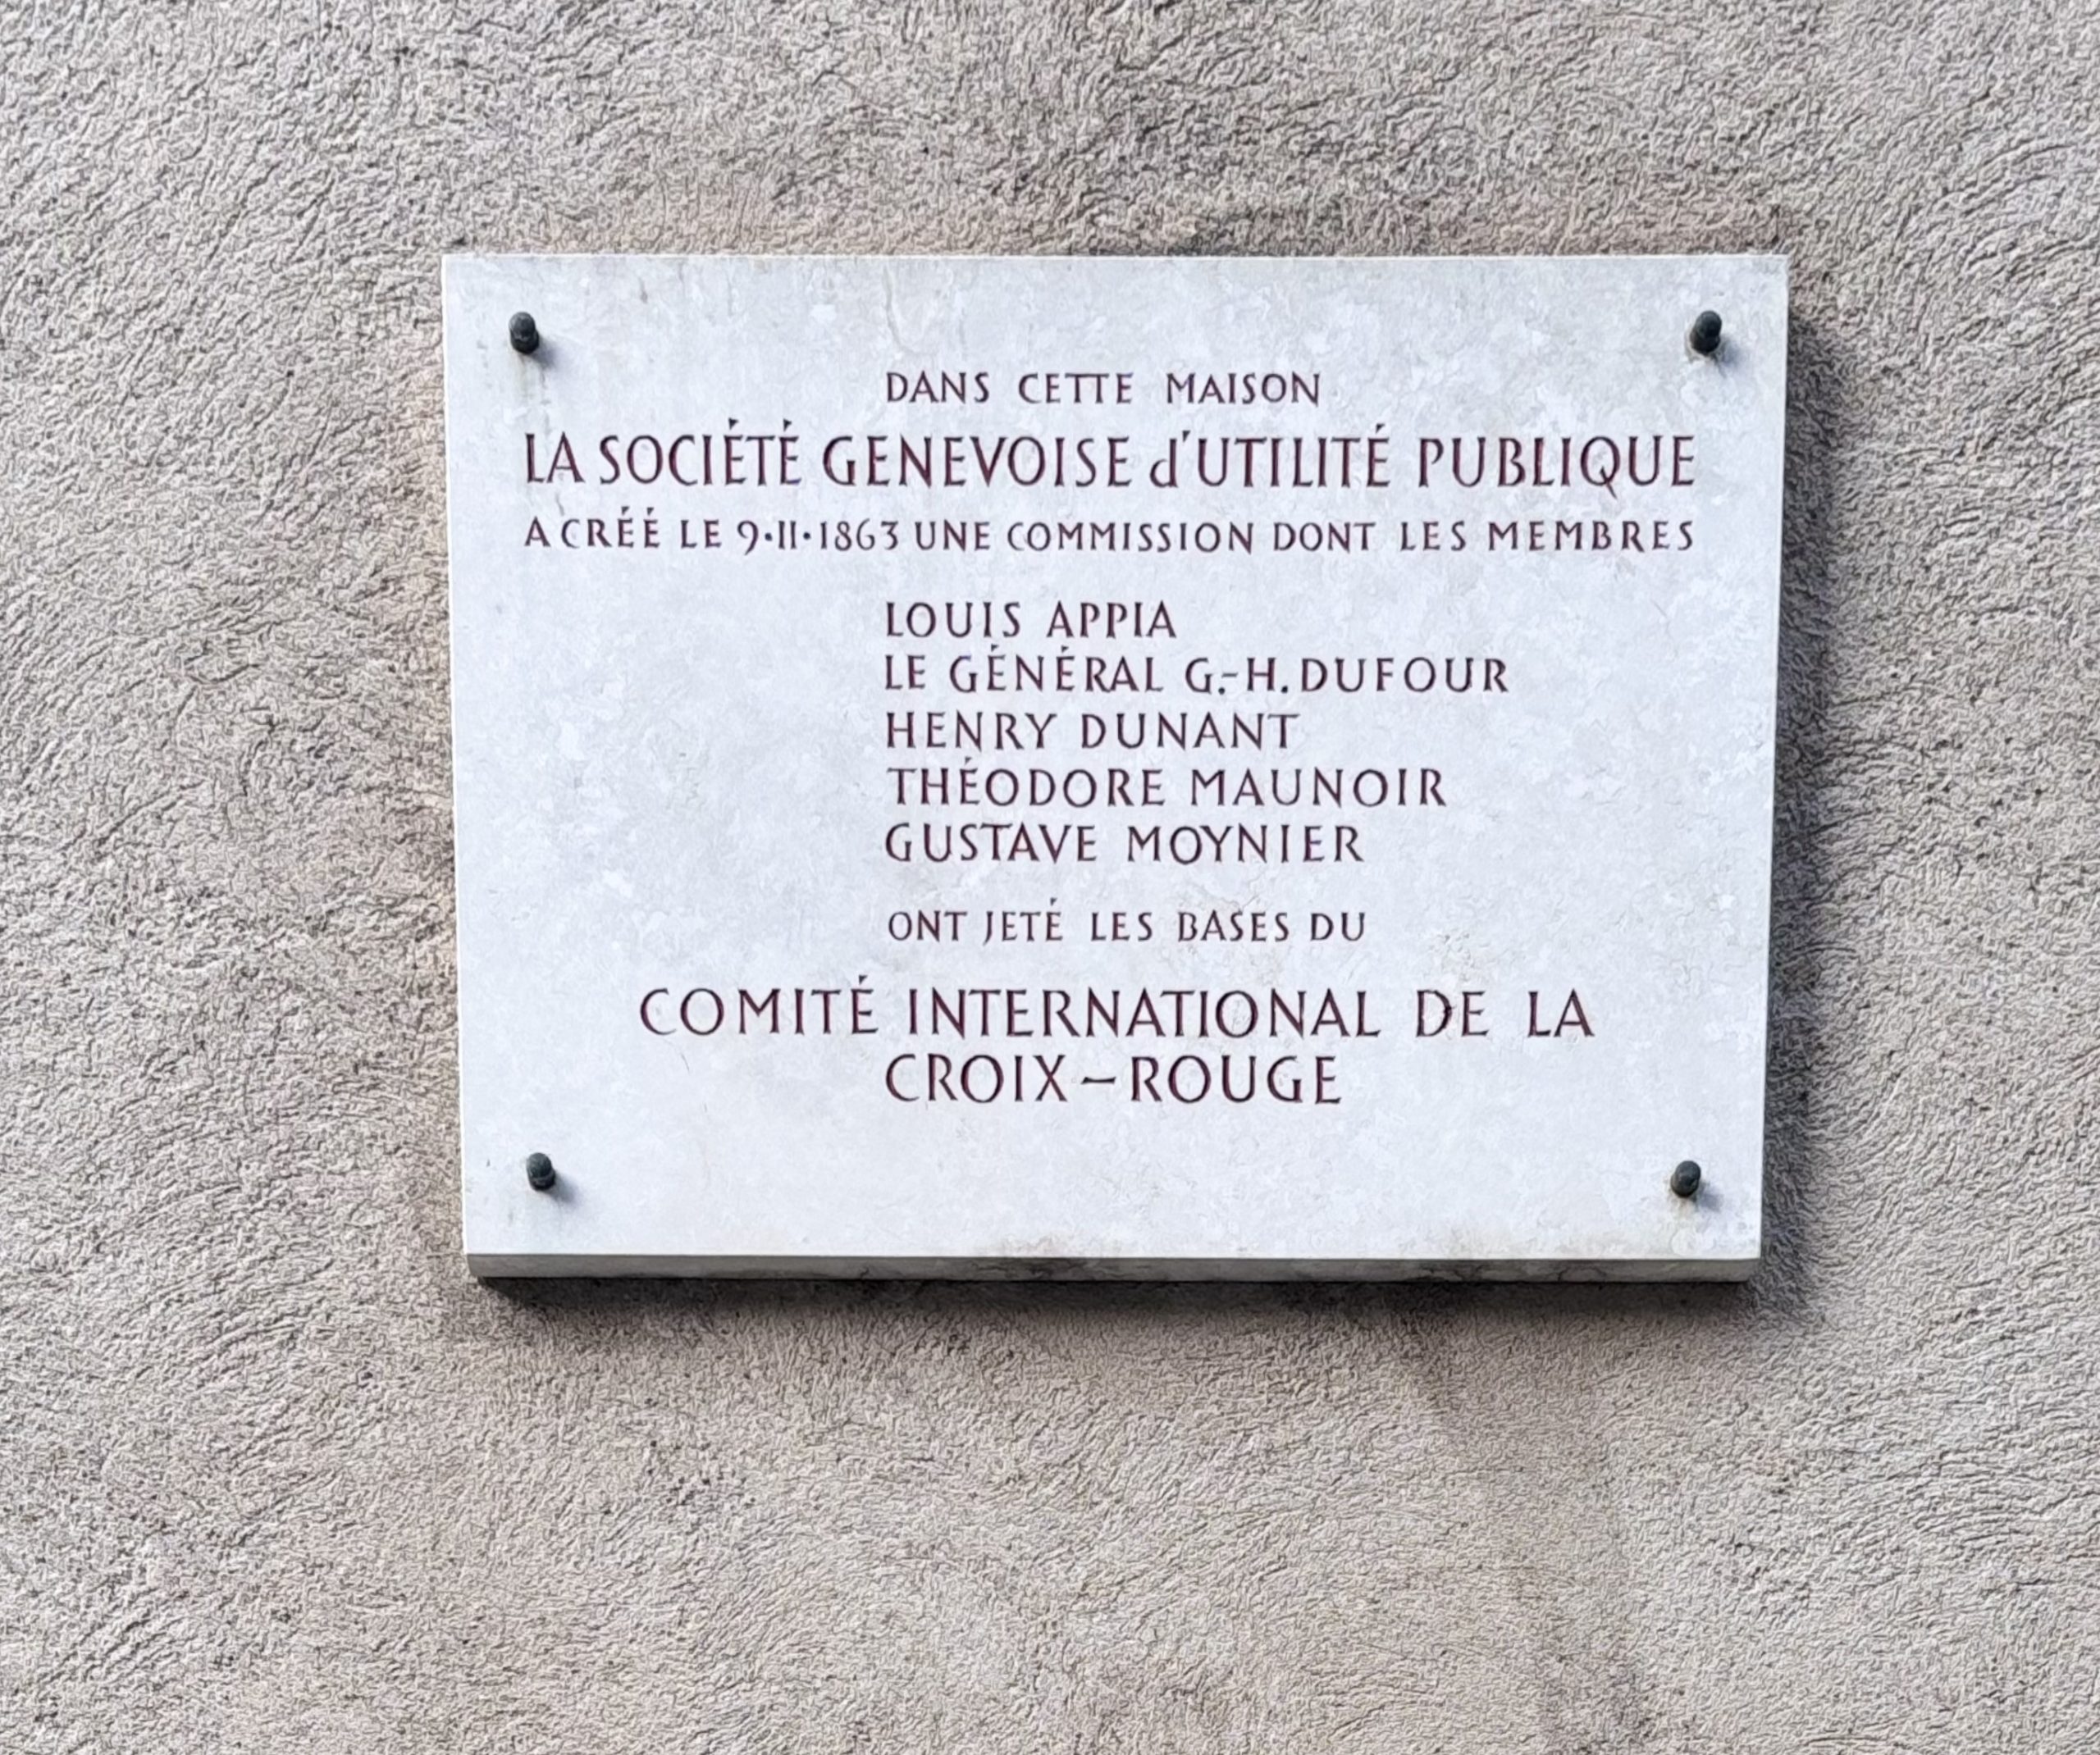 DANS CETTE MAISON
LA SOCIÉTÉ GENEVOISE d'UTILITÉ PUBLIQUE
A CRÉÉ LE 9·II·1863 UNE COMMISSION DONT LES MEMBRES
LOUIS APPIA
LE GÉNÉRAL G.-H. DUFOUR
HENRY DUNANT
THÉODORE MAUNOIR
GUSTAVE MOYNIER
ONT JETÉ LES BASES DU
COMITÉ INTERNATIONAL DE LA
CROIX-ROUGE